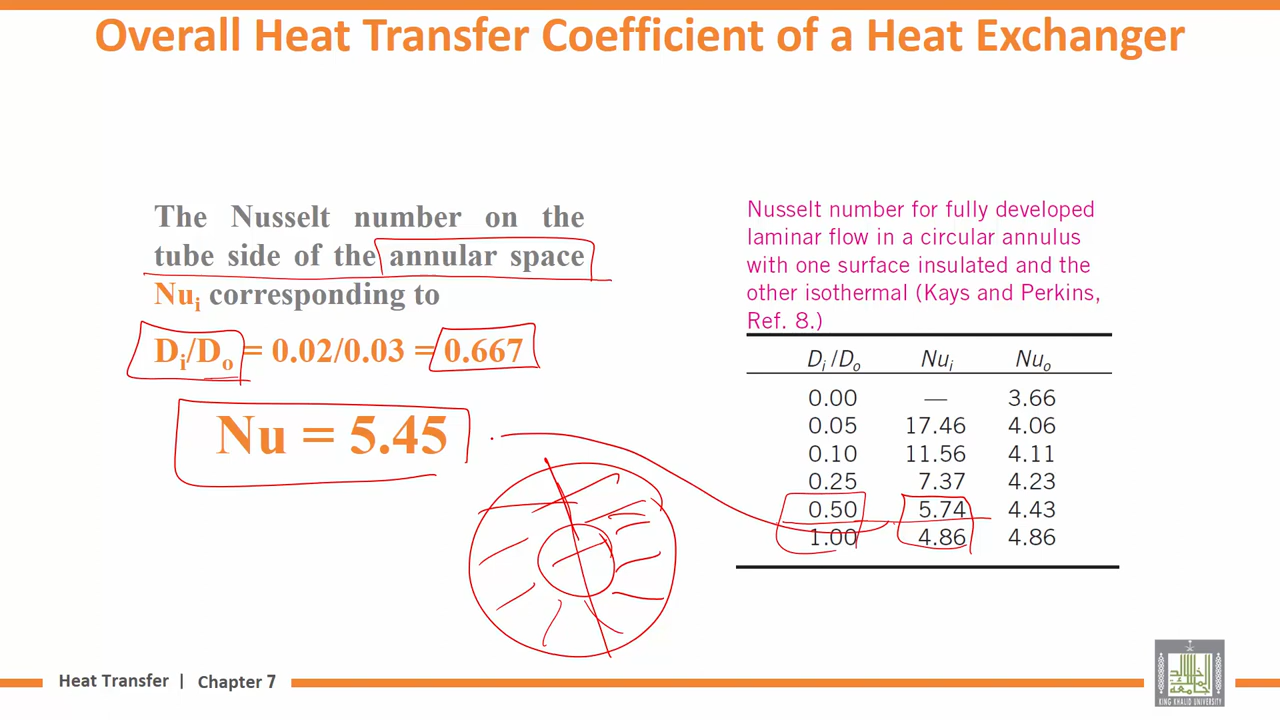 Overall Heat Transfer Coefficient of a Heat Exchanger
The Nusselt number on the
tube side of the annular space
Nuᵢ corresponding to
Dᵢ/Dₒ = 0.02/0.03 = 0.667
Nu = 5.45
Nusselt number for fully developed
laminar flow in a circular annulus
with one surface insulated and the
other isothermal (Kays and Perkins,
Ref. 8.)
Dᵢ /Dₒ Nuᵢ Nuₒ
0.00 — 3.66
0.05 17.46 4.06
0.10 11.56 4.11
0.25 7.37 4.23
0.50 5.74 4.43
1.00 4.86 4.86
Heat Transfer | Chapter 7
KING KHALID UNIVERSITY